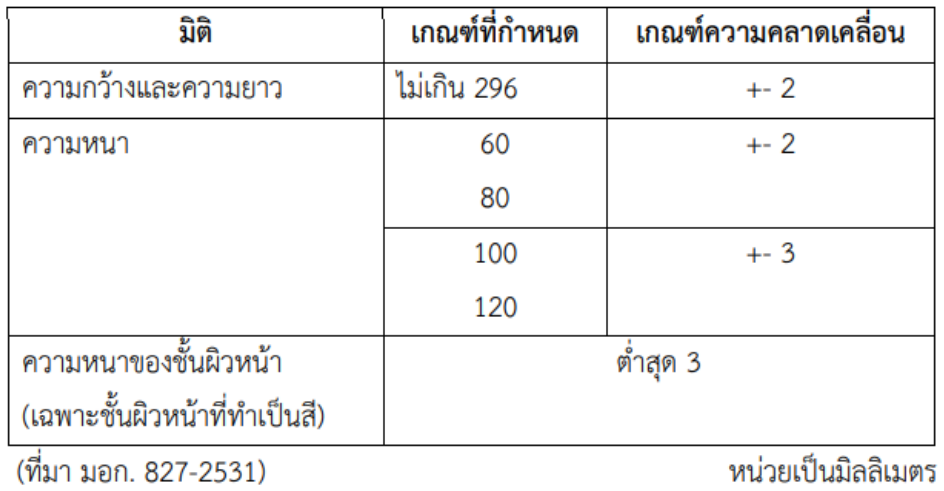 มิติ เกณฑ์ที่กำหนด เกณฑ์ความคลาดเคลื่อน
ความกว้างและความยาว ไม่เกิน 296 +- 2
ความหนา 60 +- 2
80
100 +- 3
120
ความหนาของชั้นผิวหน้า ต่ำสุด 3
(เฉพาะชั้นผิวหน้าที่ทำเป็นสี)
(ที่มา มอก. 827-2531) หน่วยเป็นมิลลิเมตร